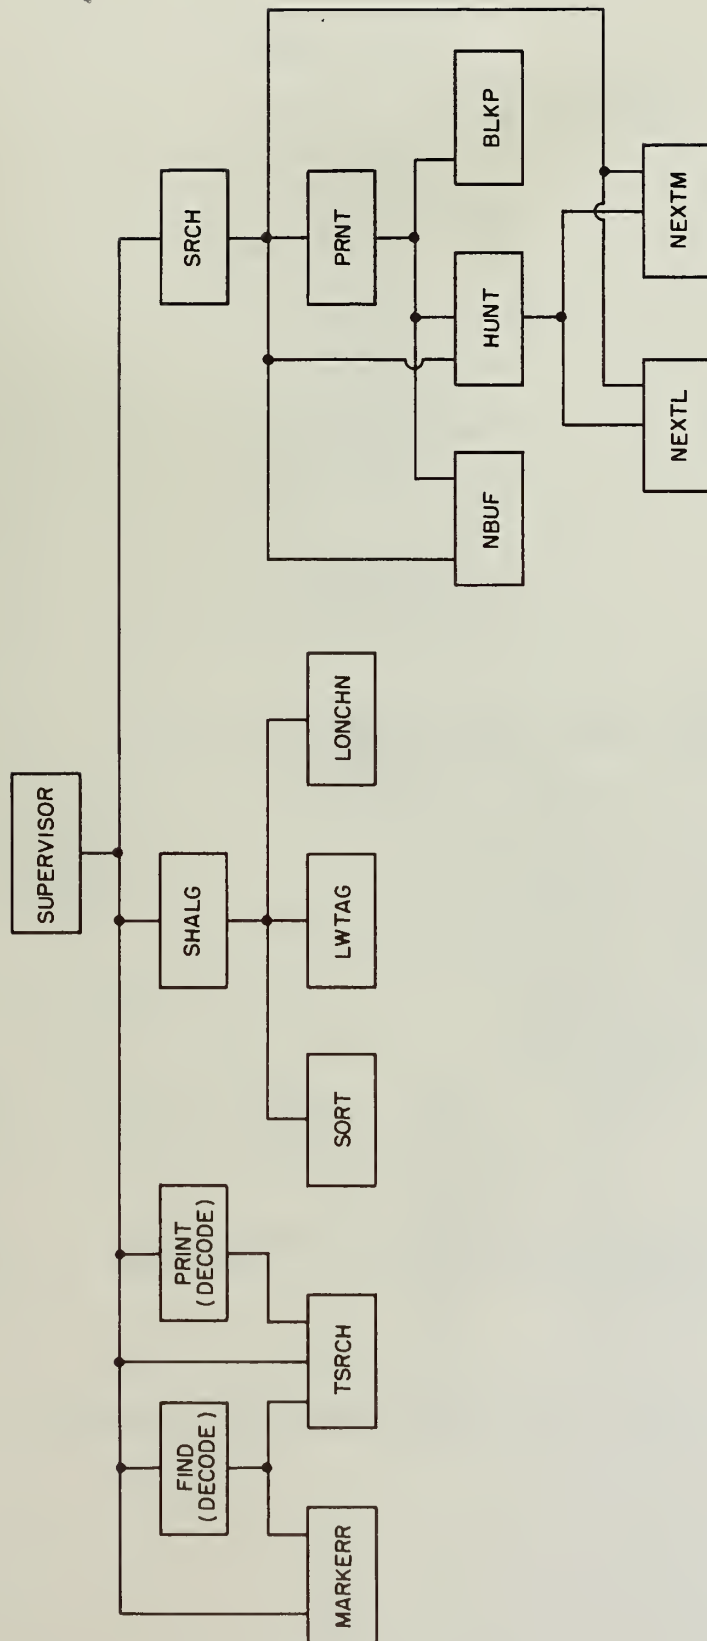 SUPERVISOR
FIND
(DECODE)
PRINT
(DECODE)
SHALG
SRCH
MARKERR
TSRCH
SORT
LWTAG
LONCHN
PRNT
NBUF
HUNT
BLKP
NEXTL
NEXTM